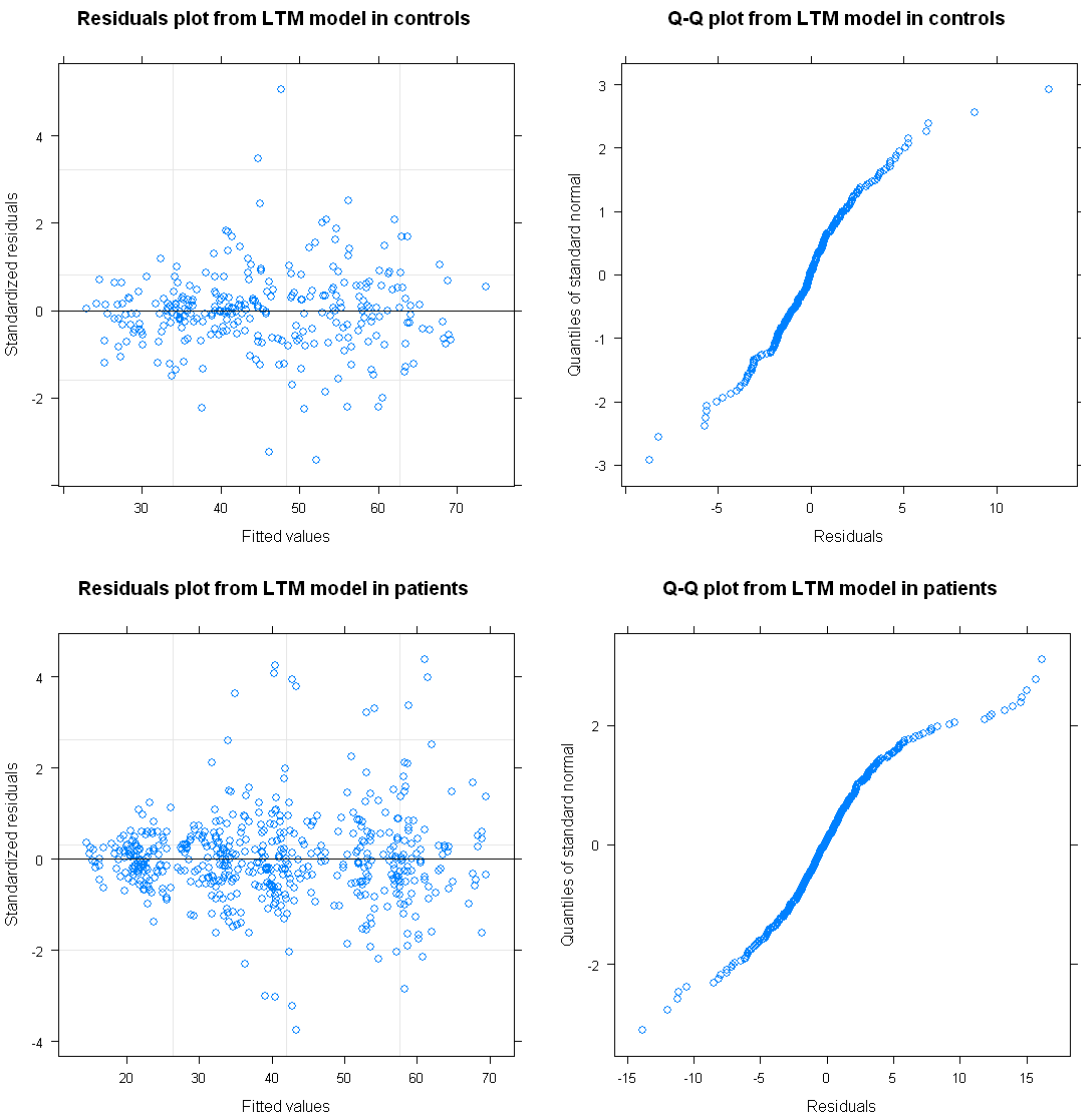 Residuals plot from LTM model in controls
Standardized residuals
4
2
0
-2
30 40 50 60 70
Fitted values
Q-Q plot from LTM model in controls
Quantiles of standard normal
3
2
1
0
-1
-2
-3
-5 0 5 10
Residuals
Residuals plot from LTM model in patients
Standardized residuals
4
2
0
-2
-4
20 30 40 50 60 70
Fitted values
Q-Q plot from LTM model in patients
Quantiles of standard normal
2
0
-2
-15 -10 -5 0 5 10 15
Residuals